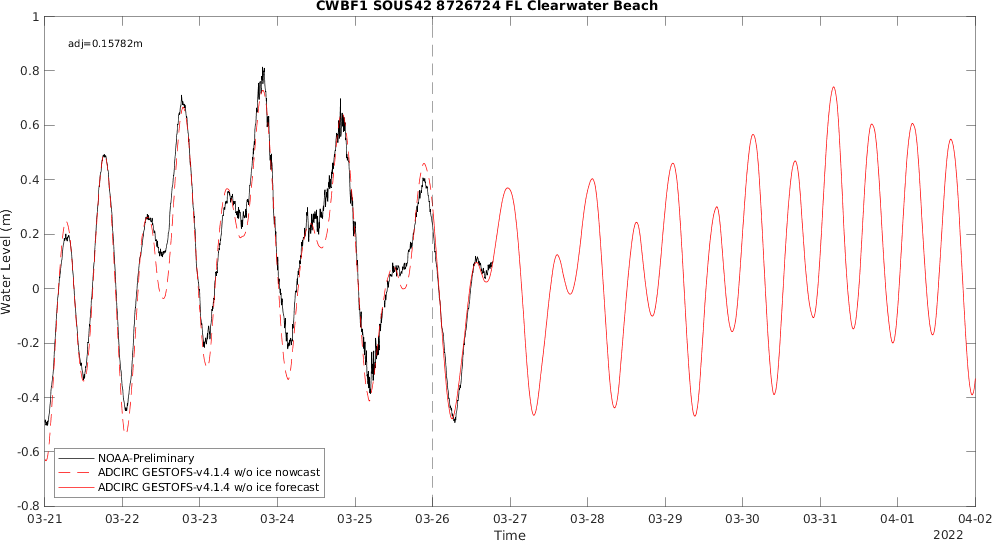 CWBF1 SOUS42 8726724 FL Clearwater Beach
adj=0.15782m
Water Level (m)
1
0.8
0.6
0.4
0.2
0
-0.2
-0.4
-0.6
-0.8
NOAA-Preliminary
ADCIRC GESTOFS-v4.1.4 w/o ice nowcast
ADCIRC GESTOFS-v4.1.4 w/o ice forecast
03-21 03-22 03-23 03-24 03-25 03-26 03-27 03-28 03-29 03-30 03-31 04-01 04-02
Time
2022